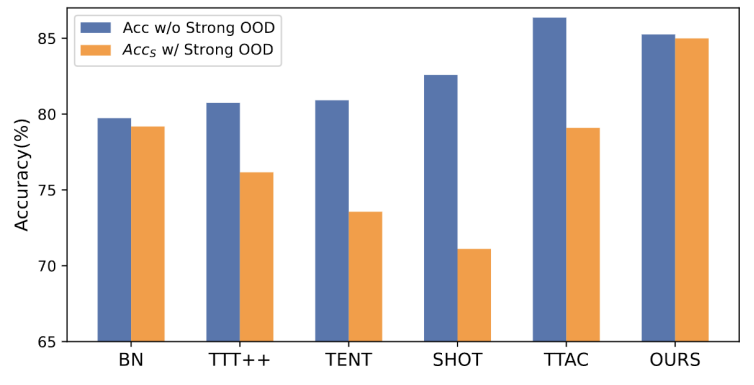 Acc w/o Strong OOD
Acc_S w/ Strong OOD
Accuracy(%)
85
80
75
70
65
BN TTT++ TENT SHOT TTAC OURS